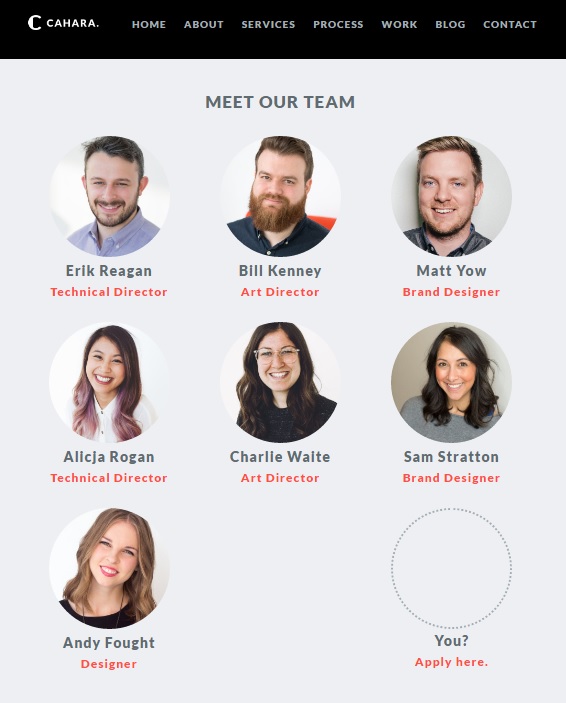 C CAHARA.
HOME ABOUT SERVICES PROCESS WORK BLOG CONTACT
MEET OUR TEAM
Erik Reagan
Technical Director
Bill Kenney
Art Director
Matt Yow
Brand Designer
Alicja Rogan
Technical Director
Charlie Waite
Art Director
Sam Stratton
Brand Designer
Andy Fought
Designer
You?
Apply here.